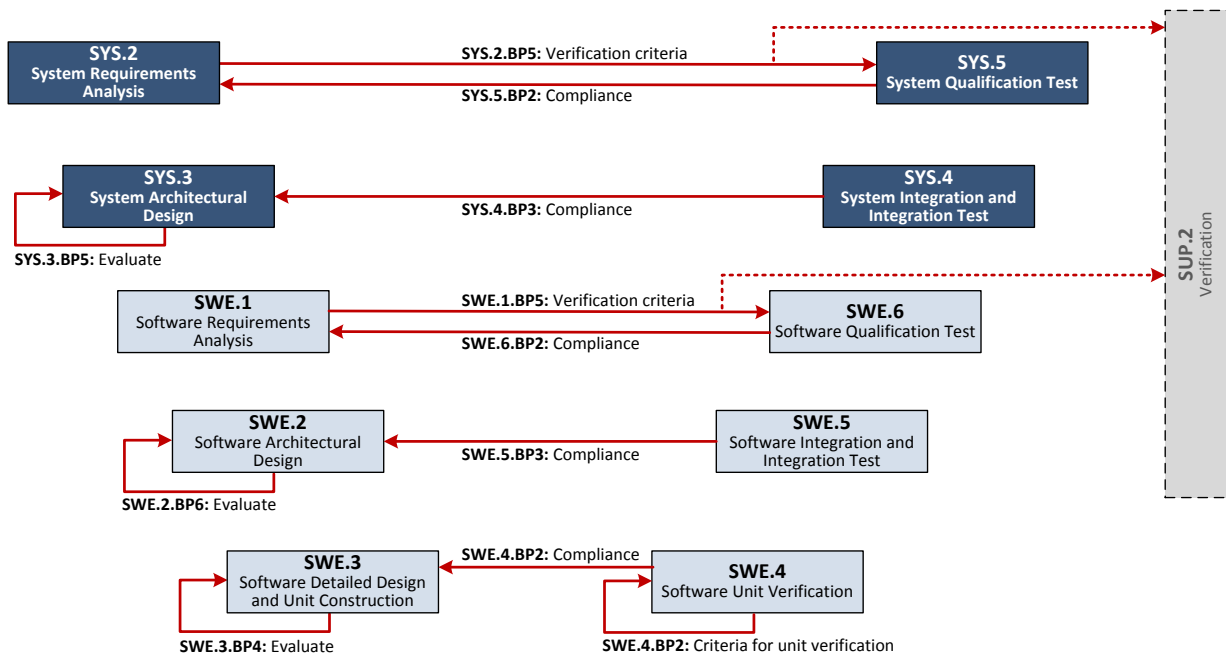 SYS.2
System Requirements
Analysis
SYS.2.BP5: Verification criteria
SYS.5.BP2: Compliance
SYS.5
System Qualification Test
SYS.3
System Architectural
Design
SYS.3.BP5: Evaluate
SYS.4.BP3: Compliance
SYS.4
System Integration and
Integration Test
SUP.2
Verification
SWE.1
Software Requirements
Analysis
SWE.1.BP5: Verification criteria
SWE.6.BP2: Compliance
SWE.6
Software Qualification Test
SWE.2
Software Architectural
Design
SWE.2.BP6: Evaluate
SWE.5.BP3: Compliance
SWE.5
Software Integration and
Integration Test
SWE.3
Software Detailed Design
and Unit Construction
SWE.3.BP4: Evaluate
SWE.4.BP2: Compliance
SWE.4
Software Unit Verification
SWE.4.BP2: Criteria for unit verification